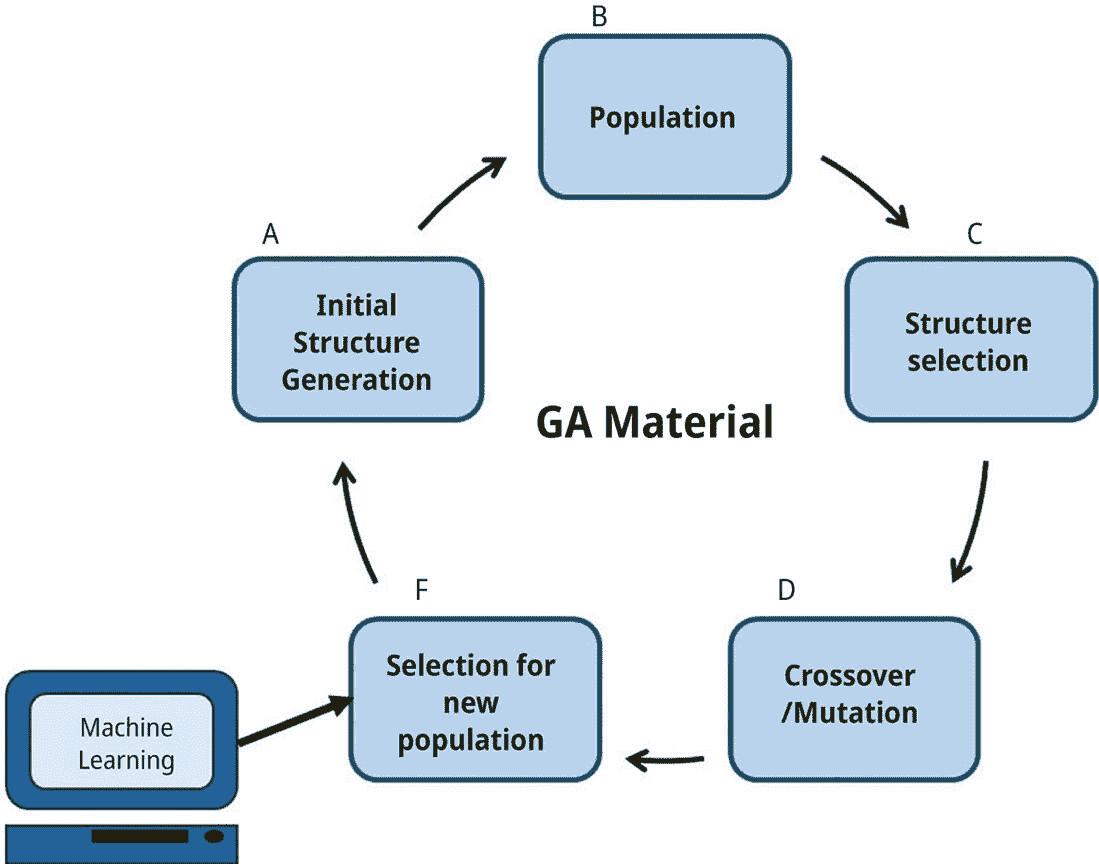 B
Population
A
Initial
Structure
Generation
C
Structure
selection
GA Material
F
Selection for
new
population
D
Crossover
/Mutation
Machine
Learning